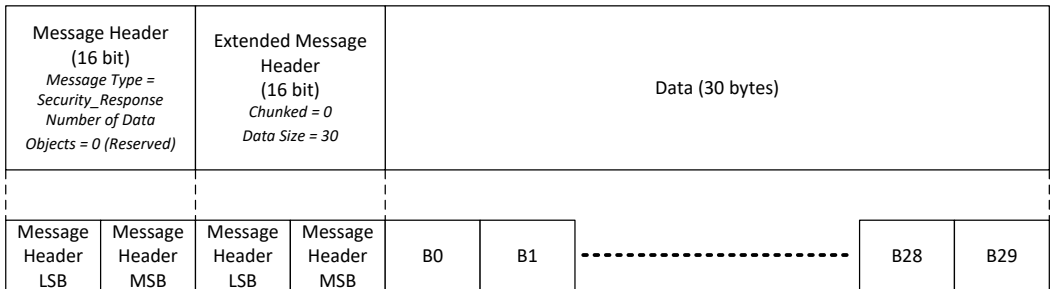 Message Header
(16 bit)
Message Type =
Security_Response
Number of Data
Objects = 0 (Reserved)
Extended Message
Header
(16 bit)
Chunked = 0
Data Size = 30
Data (30 bytes)
Message
Header
LSB
Message
Header
MSB
Message
Header
LSB
Message
Header
MSB
B0
B1
B28
B29